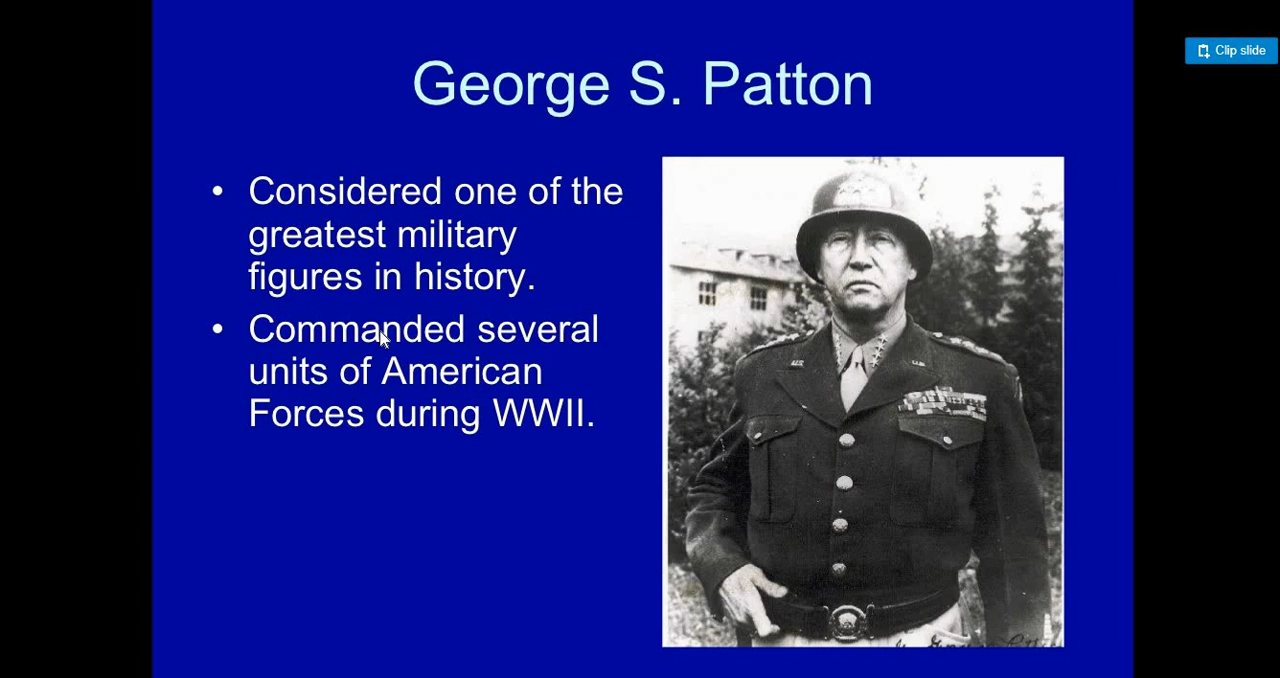 Clip slide
George S. Patton
• Considered one of the
greatest military
figures in history.
• Commanded several
units of American
Forces during WWII.